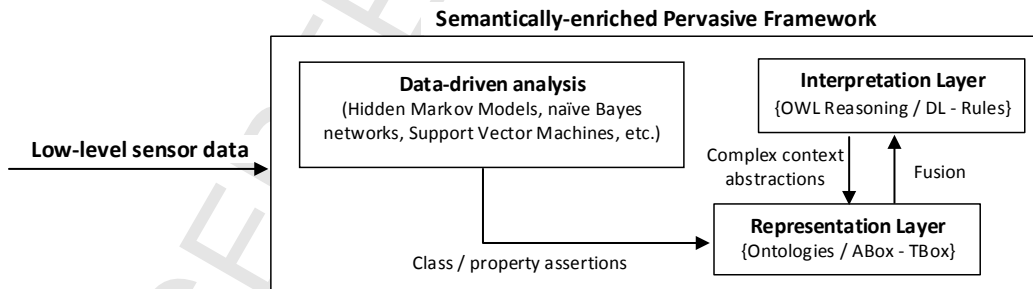 Semantically-enriched Pervasive Framework
Data-driven analysis
(Hidden Markov Models, naïve Bayes
networks, Support Vector Machines, etc.)
Interpretation Layer
{OWL Reasoning / DL - Rules}
Low-level sensor data
Complex context
abstractions
Fusion
Representation Layer
{Ontologies / ABox - TBox}
Class / property assertions